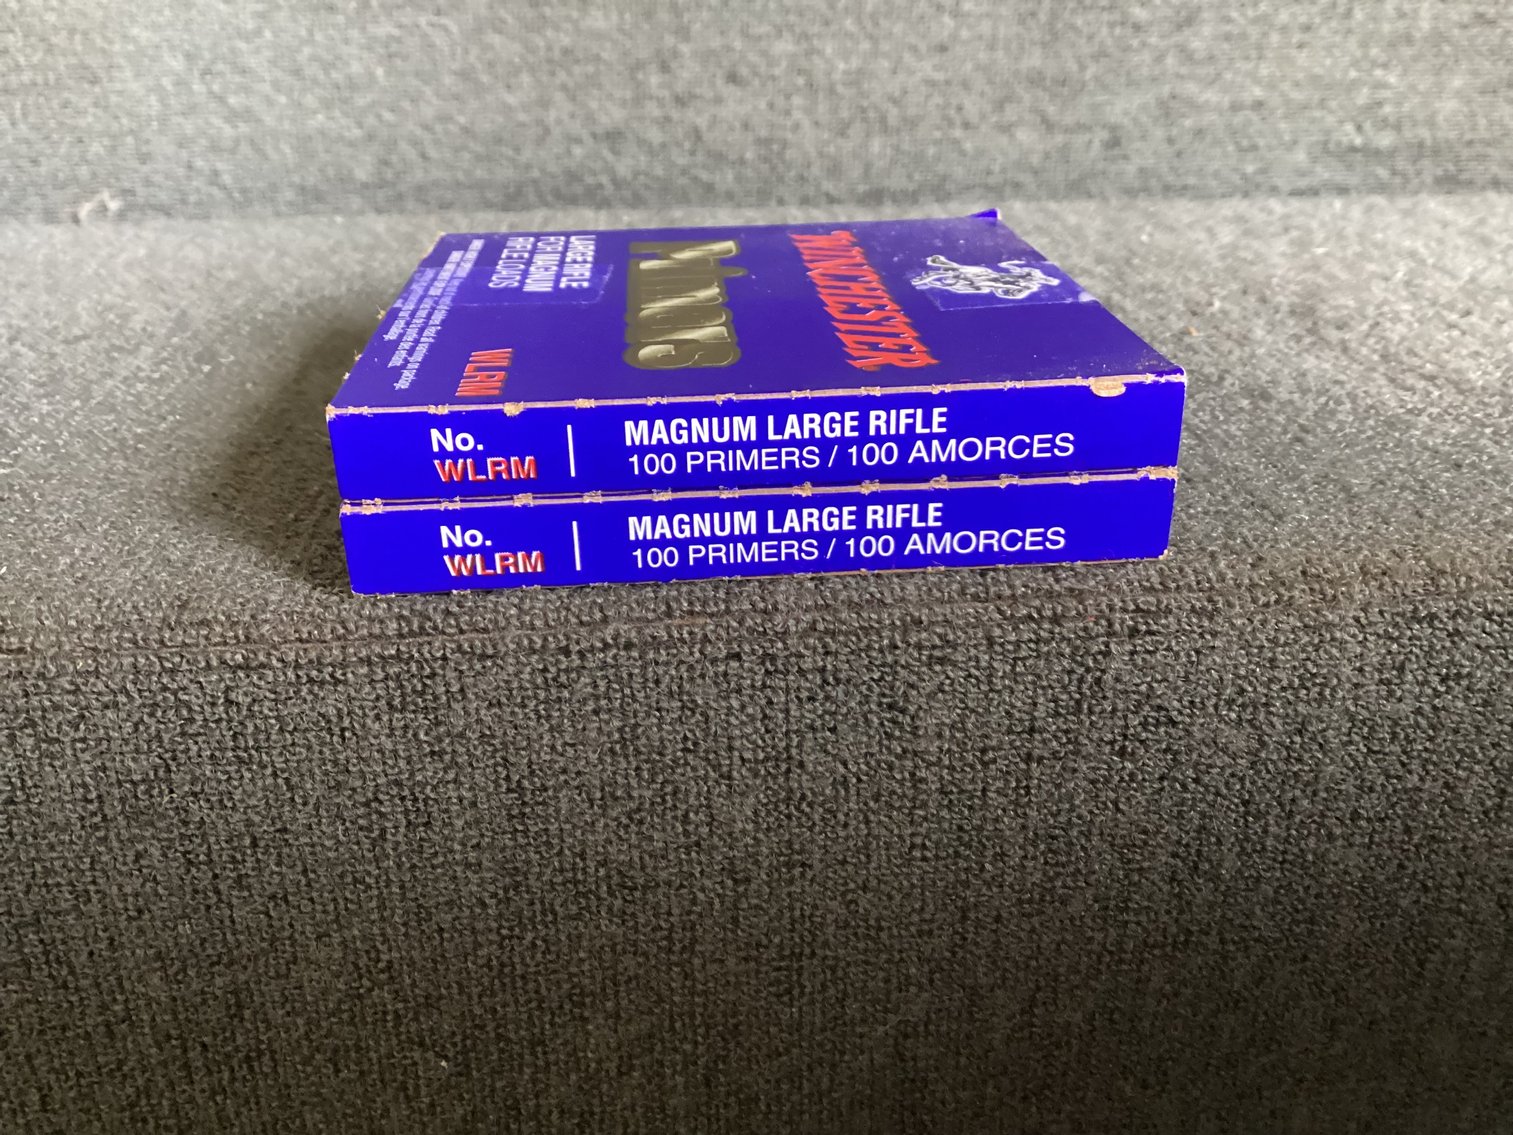 WINCHESTER
Primers
LARGE RIFLE
FOR MAGNUM
RIFLE LOADS
WLRM
No.
WLRM
MAGNUM LARGE RIFLE
100 PRIMERS / 100 AMORCES
No.
WLRM
MAGNUM LARGE RIFLE
100 PRIMERS / 100 AMORCES